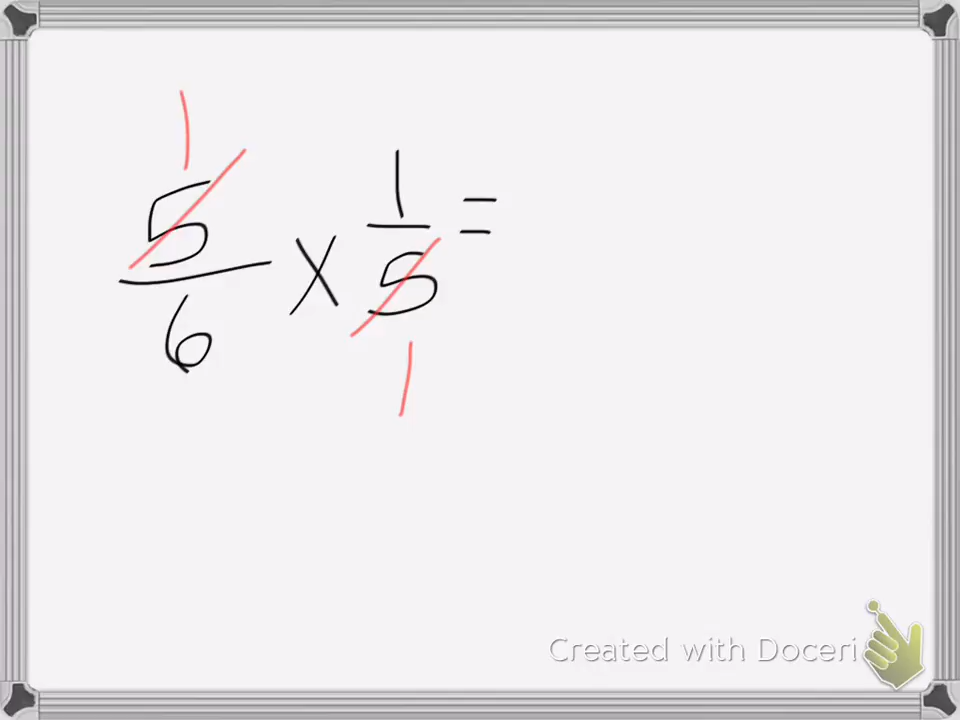 1
5/6 × 1/5 =
1
Created with Doceri